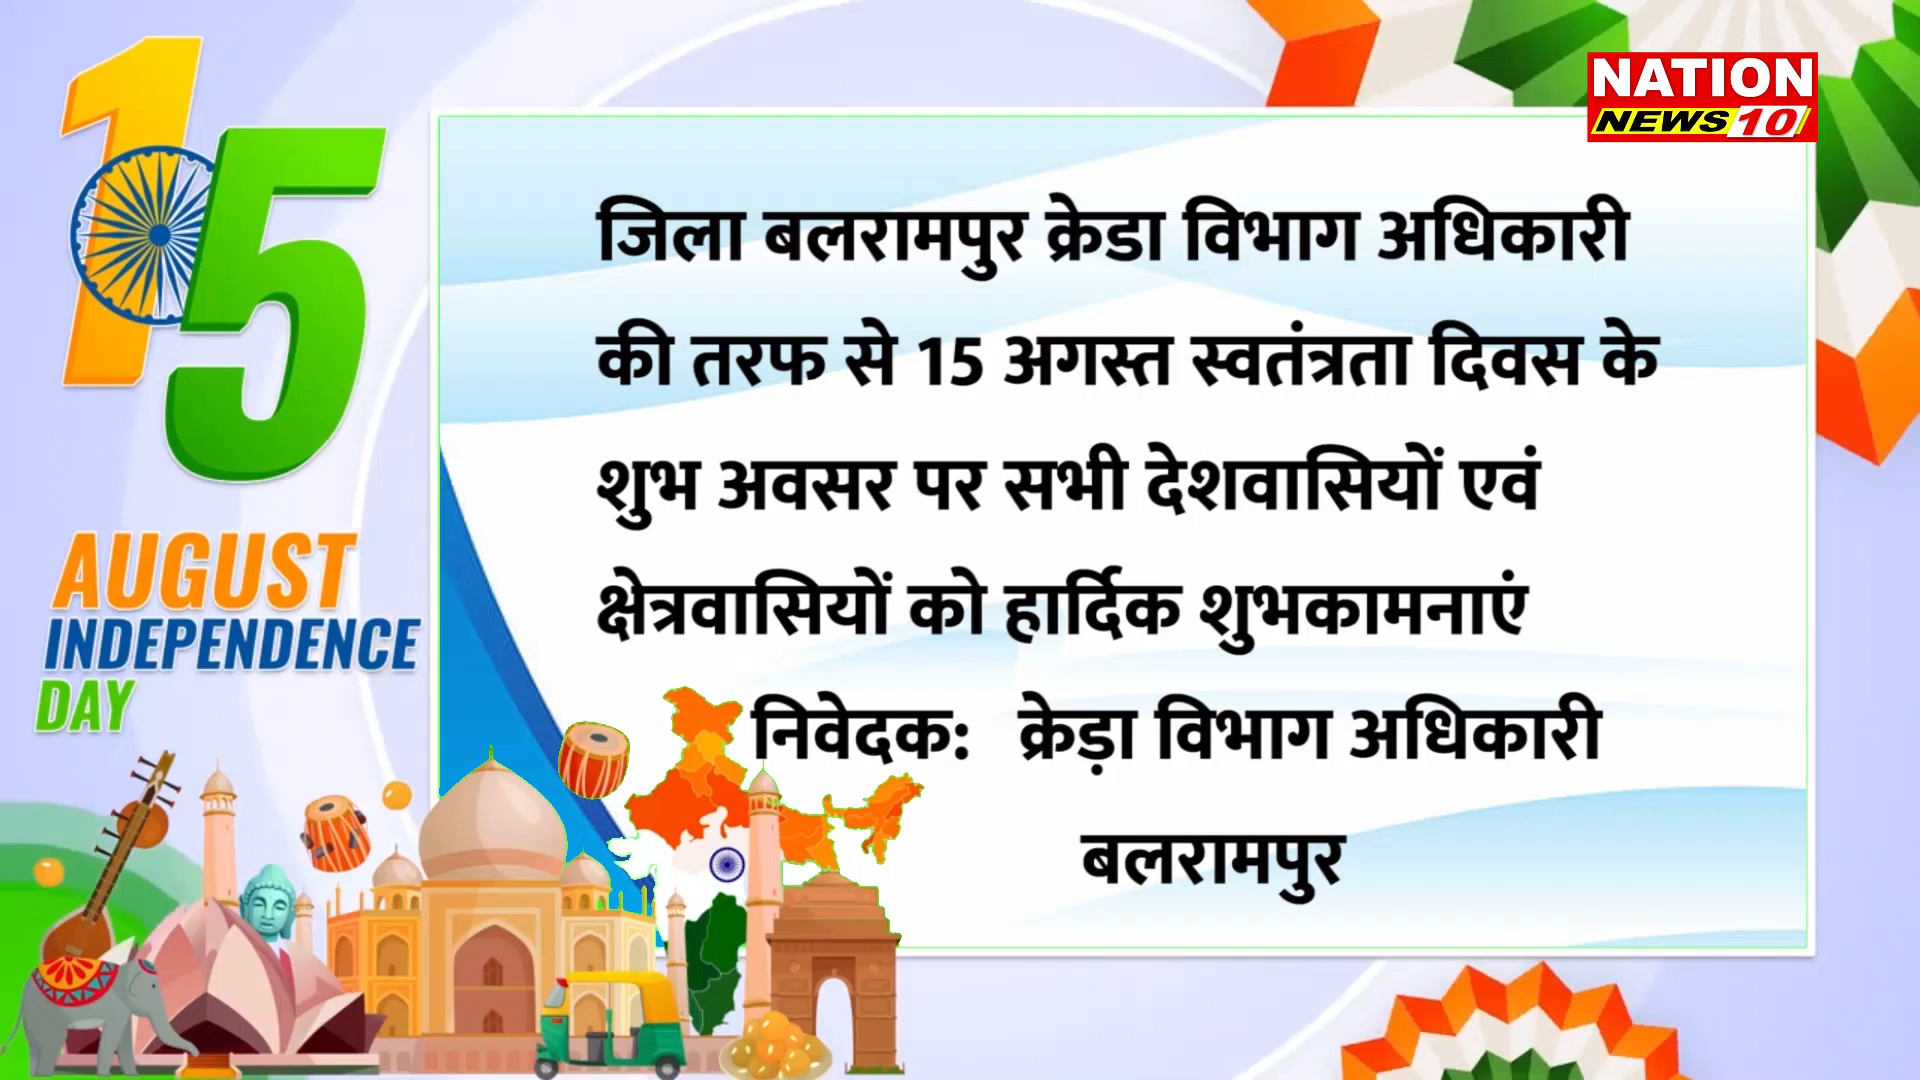 15
AUGUST
INDEPENDENCE
DAY
NATION
NEWS 10
जिला बलरामपुर क्रेडा विभाग अधिकारी
की तरफ से 15 अगस्त स्वतंत्रता दिवस के
शुभ अवसर पर सभी देशवासियों एवं
क्षेत्रवासियों को हार्दिक शुभकामनाएं
निवेदक: क्रेड़ा विभाग अधिकारी
बलरामपुर